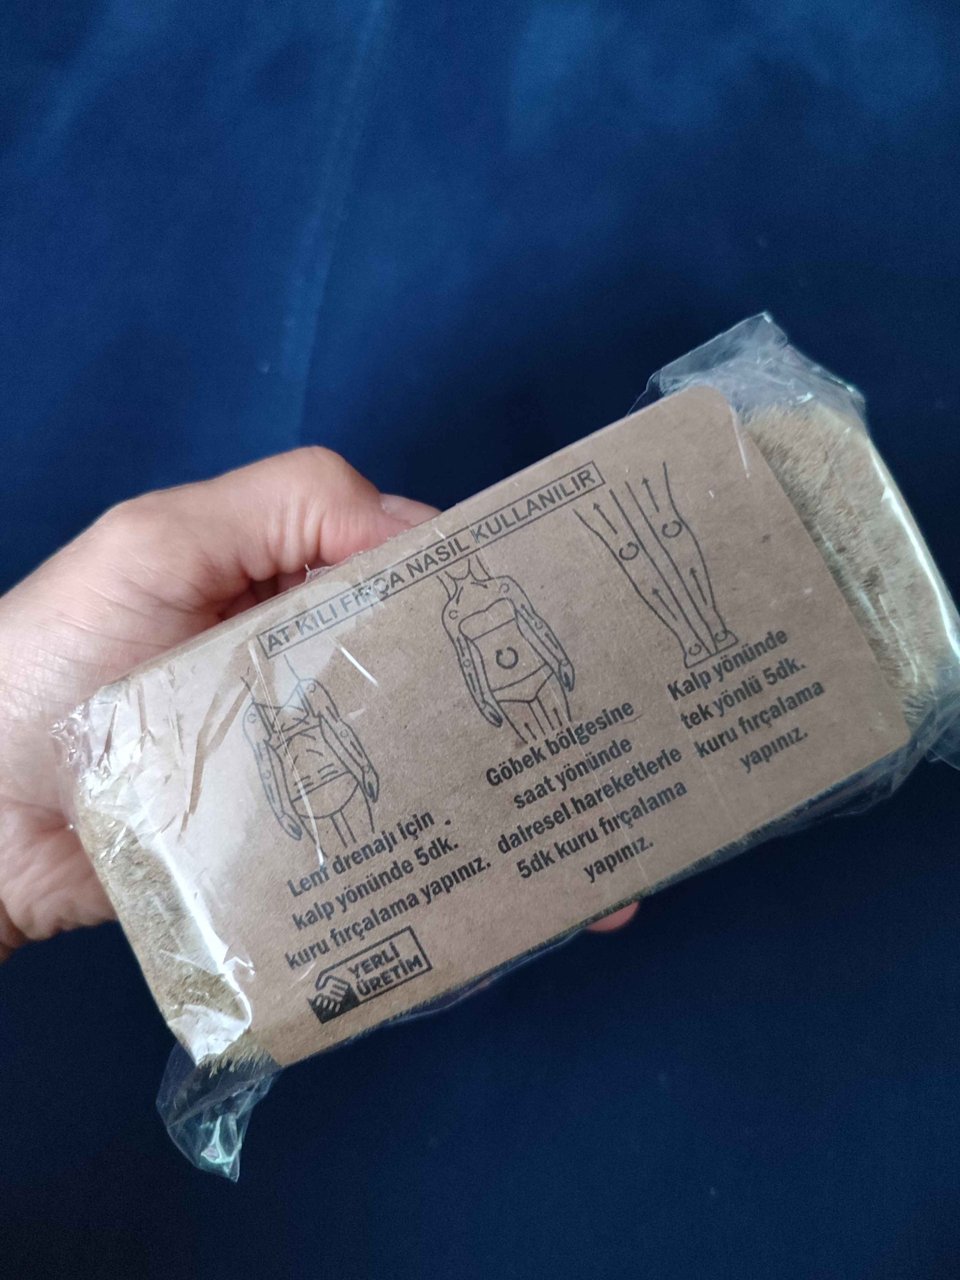 AT KILI FIRÇA NASIL KULLANILIR
Lenf drenajı için
kalp yönünde 5dk.
kuru fırçalama yapınız.
Göbek bölgesine
saat yönünde
dairesel hareketlerle
5dk kuru fırçalama
yapınız.
Kalp yönünde
tek yönlü 5dk.
kuru fırçalama
yapınız.
YERLİ
ÜRETİM